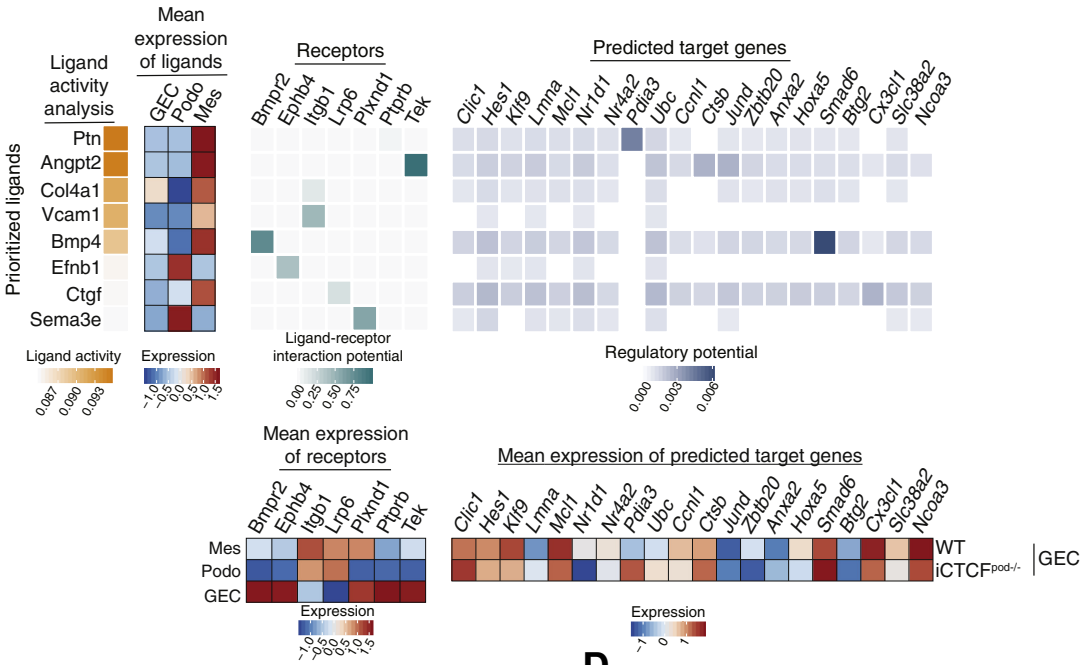 Mean
expression
of ligands
Ligand
activity
analysis
GEC Podo Mes
Receptors
Bmpr2 Ephb4 Itgb1 Lrp6 Plxnd1 Ptprb Tek
Predicted target genes
Clic1 Hes1 Klf9 Lmna Mcl1 Nr1d1 Nr4a2 Pdia3 Ubc Ccnl1 Ctsb Jund Zbtb20 Anxa2 Hoxa5 Smad6 Btg2 Cx3cl1 Slc38a2 Ncoa3
Prioritized ligands
Ptn
Angpt2
Col4a1
Vcam1
Bmp4
Efnb1
Ctgf
Sema3e
Ligand activity
0.087 0.090 0.093
Expression
-1.0 -0.5 0.0 0.5 1.0 1.5
Ligand-receptor
interaction potential
0.00 0.25 0.50 0.75
Regulatory potential
0.000 0.003 0.006
Mean expression
of receptors
Bmpr2 Ephb4 Itgb1 Lrp6 Plxnd1 Ptprb Tek
Mes
Podo
GEC
Expression
-1.0 -0.5 0.0 0.5 1.0 1.5
Mean expression of predicted target genes
Clic1 Hes1 Klf9 Lmna Mcl1 Nr1d1 Nr4a2 Pdia3 Ubc Ccnl1 Ctsb Jund Zbtb20 Anxa2 Hoxa5 Smad6 Btg2 Cx3cl1 Slc38a2 Ncoa3
WT
iCTCFpod-/-
GEC
Expression
-1 0 1
D